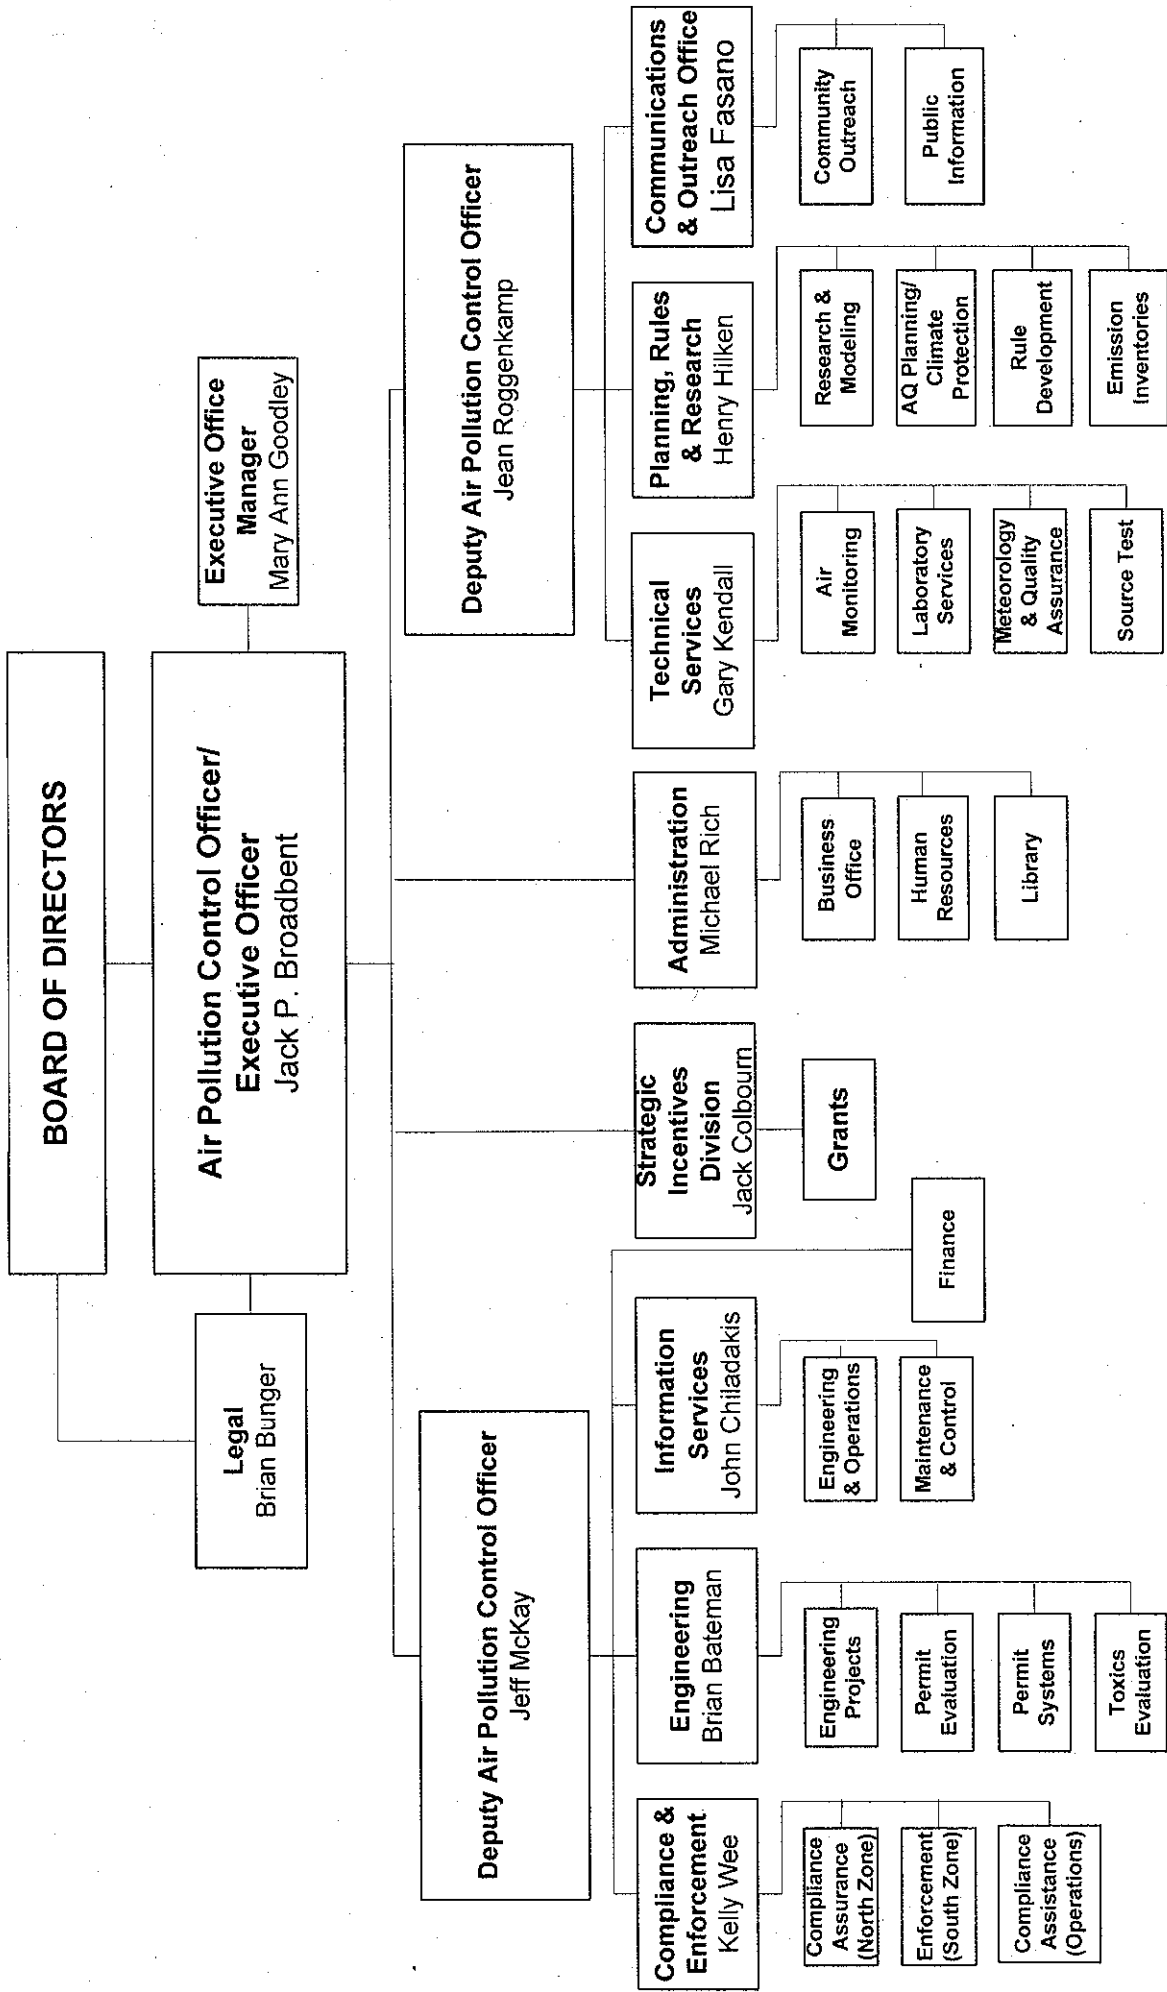 BOARD OF DIRECTORS
Legal
Brian Bunger
Air Pollution Control Officer/
Executive Officer
Jack P. Broadbent
Executive Office
Manager
Mary Ann Goodley
Deputy Air Pollution Control Officer
Jeff McKay
Deputy Air Pollution Control Officer
Jean Roggenkamp
Compliance &
Enforcement
Kelly Wee
Compliance
Assurance
(North Zone)
Enforcement
(South Zone)
Compliance
Assistance
(Operations)
Engineering
Brian Bateman
Engineering
Projects
Permit
Evaluation
Permit
Systems
Toxics
Evaluation
Information
Services
John Chiladakis
Engineering
& Operations
Maintenance
& Control
Finance
Strategic
Incentives
Division
Jack Colbourn
Grants
Administration
Michael Rich
Business
Office
Human
Resources
Library
Technical
Services
Gary Kendall
Air
Monitoring
Laboratory
Services
Meteorology
& Quality
Assurance
Source Test
Planning, Rules
& Research
Henry Hilken
Research &
Modeling
AQ Planning/
Climate
Protection
Rule
Development
Emission
Inventories
Communications
& Outreach Office
Lisa Fasano
Community
Outreach
Public
Information